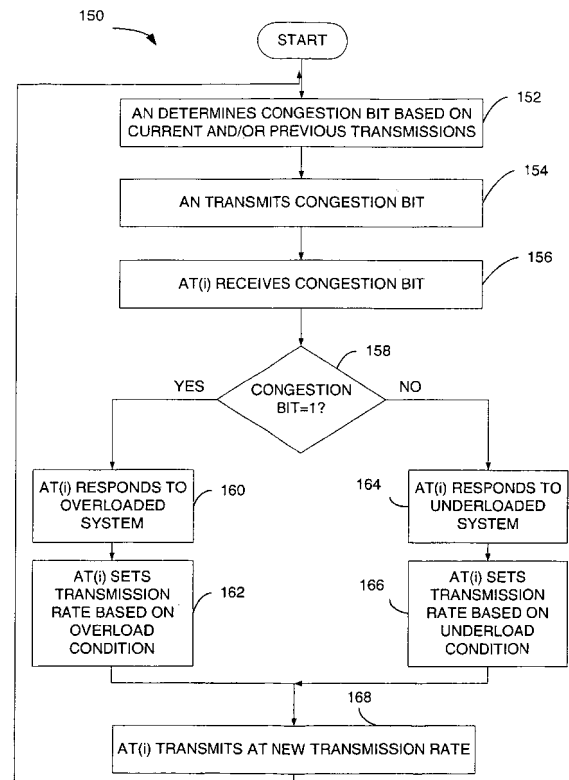 150
START
AN DETERMINES CONGESTION BIT BASED ON
CURRENT AND/OR PREVIOUS TRANSMISSIONS
152
AN TRANSMITS CONGESTION BIT
154
AT(i) RECEIVES CONGESTION BIT
156
158
YES
CONGESTION
BIT=1?
NO
AT(i) RESPONDS TO
OVERLOADED
SYSTEM
160
164
AT(i) RESPONDS TO
UNDERLOADED
SYSTEM
AT(i) SETS
TRANSMISSION
RATE BASED ON
OVERLOAD
CONDITION
162
166
AT(i) SETS
TRANSMISSION
RATE BASED ON
UNDERLOAD
CONDITION
168
AT(i) TRANSMITS AT NEW TRANSMISSION RATE